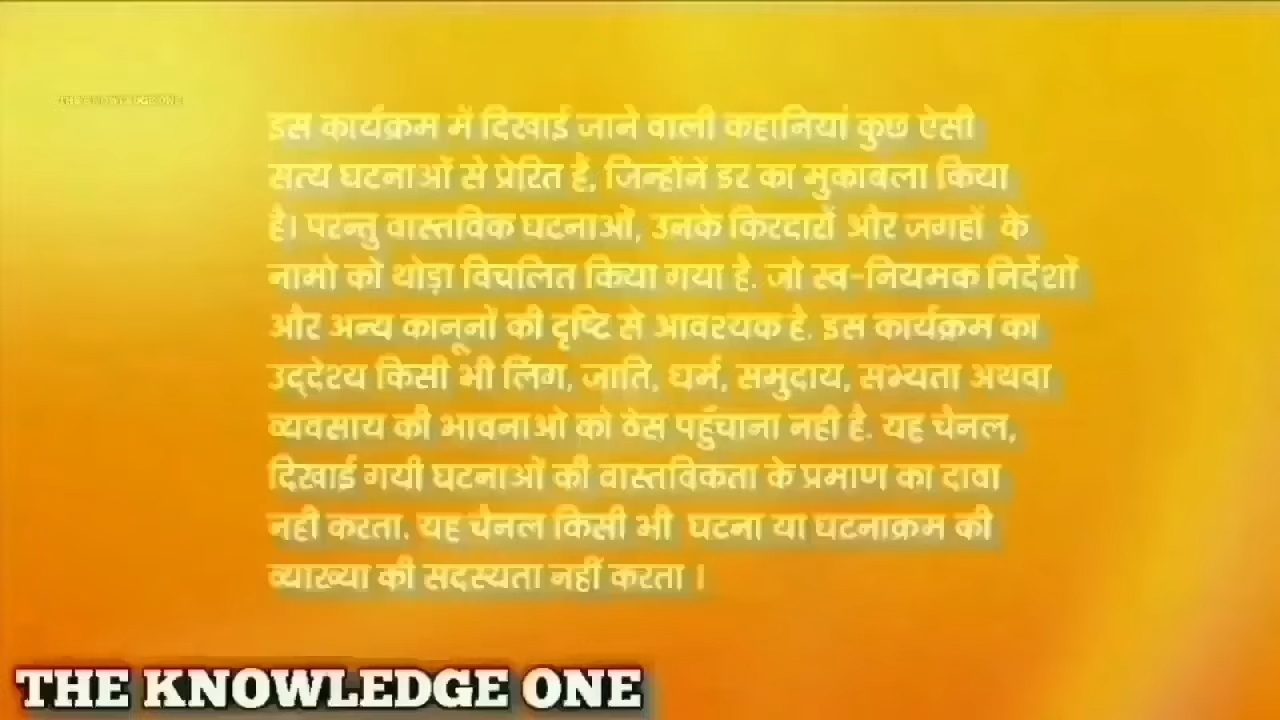 THE KNOWLEDGE ONE
इस कार्यक्रम में दिखाई जाने वाली कहानियां कुछ ऐसी
सत्य घटनाओं से प्रेरित हैं, जिन्होंनें डर का मुकाबला किया
है। परन्तु वास्तविक घटनाओं, उनके किरदारों और जगहों के
नामो को थोड़ा विचलित किया गया है. जो स्व-नियमक निर्देशों
और अन्य कानूनों की दृष्टि से आवश्यक है. इस कार्यक्रम का
उद्देश्य किसी भी लिंग, जाति, धर्म, समुदाय, सभ्यता अथवा
व्यवसाय की भावनाओ को ठेस पहुँचाना नही है. यह चैनल,
दिखाई गयी घटनाओं की वास्तविकता के प्रमाण का दावा
नही करता. यह चैनल किसी भी घटना या घटनाक्रम की
व्याख्या की सदस्यता नहीं करता ।
THE KNOWLEDGE ONE